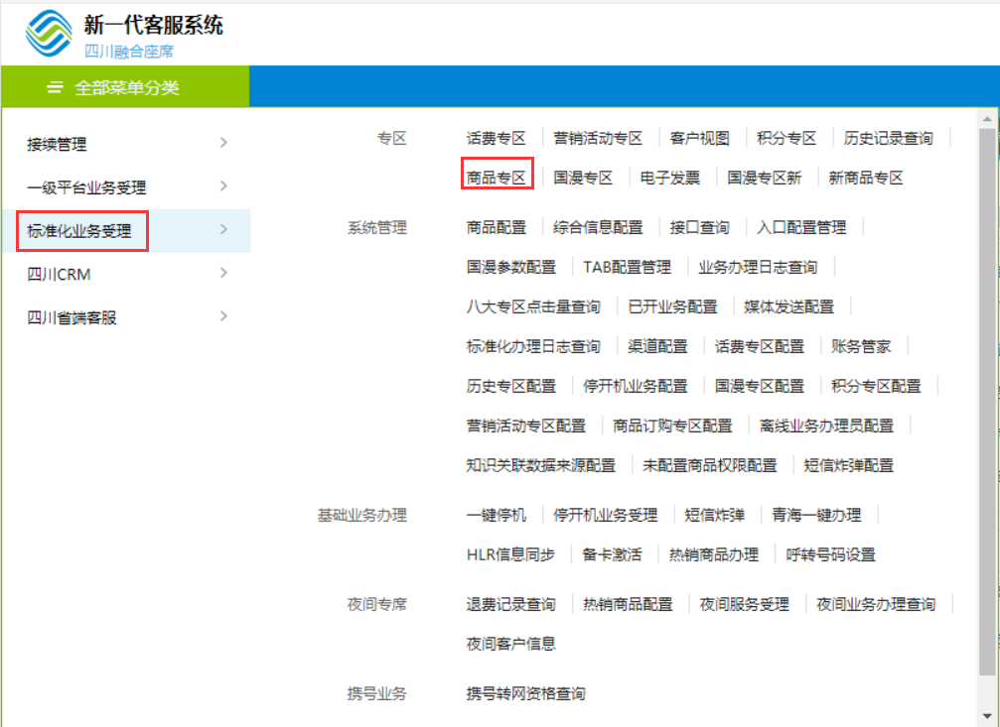 新一代客服系统
四川融合座席
全部菜单分类
接续管理
一级平台业务受理
标准化业务受理
四川CRM
四川省端客服
专区 话费专区 营销活动专区 客户视图 积分专区 历史记录查询
商品专区 国漫专区 电子发票 国漫专区新 新商品专区
系统管理 商品配置 综合信息配置 接口查询 入口配置管理
国漫参数配置 TAB配置管理 业务办理日志查询
八大专区点击量查询 已开业务配置 媒体发送配置
标准化办理日志查询 渠道配置 话费专区配置 账务管家
历史专区配置 停开机业务配置 国漫专区配置 积分专区配置
营销活动专区配置 商品订购专区配置 离线业务办理员配置
知识关联数据来源配置 未配置商品权限配置 短信炸弹配置
基础业务办理 一键停机 停开机业务受理 短信炸弹 青海一键办理
HLR信息同步 备卡激活 热销商品办理 呼转号码设置
夜间专席 退费记录查询 热销商品配置 夜间服务受理 夜间业务办理查询
夜间客户信息
携号业务 携号转网资格查询